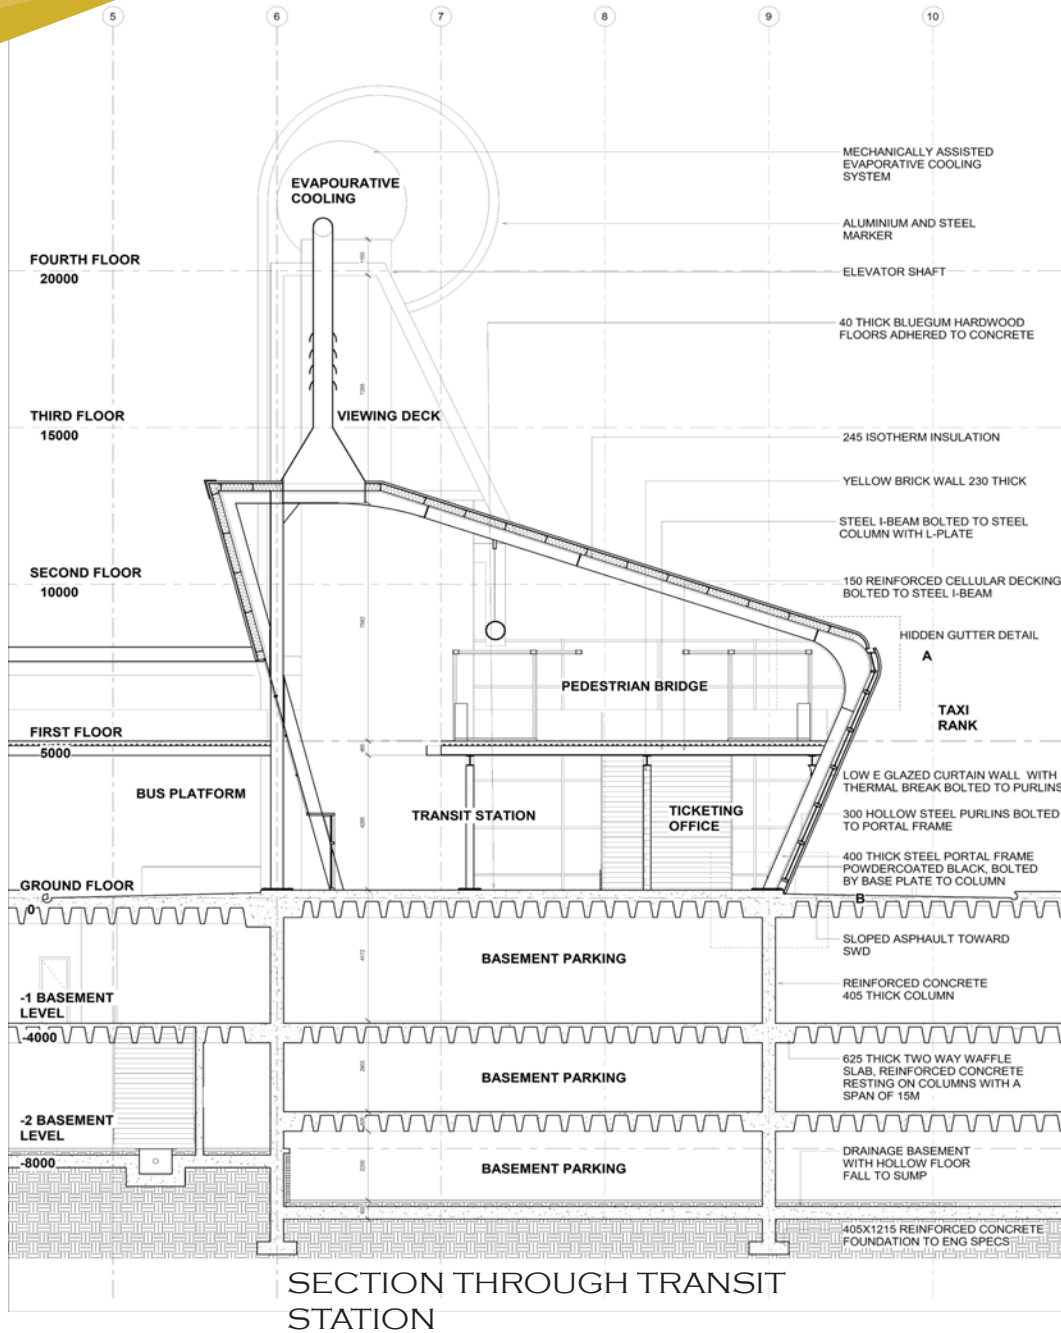 5 6 7 8 9 10
MECHANICALLY ASSISTED
EVAPORATIVE COOLING
SYSTEM
EVAPOURATIVE
COOLING
ALUMINIUM AND STEEL
MARKER
FOURTH FLOOR
20000
ELEVATOR SHAFT
40 THICK BLUEGUM HARDWOOD
FLOORS ADHERED TO CONCRETE
THIRD FLOOR
15000
VIEWING DECK
245 ISOTHERM INSULATION
YELLOW BRICK WALL 230 THICK
STEEL I-BEAM BOLTED TO STEEL
COLUMN WITH L-PLATE
SECOND FLOOR
10000
150 REINFORCED CELLULAR DECKING
BOLTED TO STEEL I-BEAM
HIDDEN GUTTER DETAIL
A
PEDESTRIAN BRIDGE
TAXI
RANK
FIRST FLOOR
5000
BUS PLATFORM
TRANSIT STATION
TICKETING
OFFICE
LOW E GLAZED CURTAIN WALL WITH
THERMAL BREAK BOLTED TO PURLINS
300 HOLLOW STEEL PURLINS BOLTED
TO PORTAL FRAME
400 THICK STEEL PORTAL FRAME
POWDERCOATED BLACK, BOLTED
BY BASE PLATE TO COLUMN
GROUND FLOOR
0
B
SLOPED ASPHAULT TOWARD
SWD
BASEMENT PARKING
REINFORCED CONCRETE
405 THICK COLUMN
-1 BASEMENT
LEVEL
-4000
625 THICK TWO WAY WAFFLE
SLAB, REINFORCED CONCRETE
RESTING ON COLUMNS WITH A
SPAN OF 15M
BASEMENT PARKING
-2 BASEMENT
LEVEL
-8000
DRAINAGE BASEMENT
WITH HOLLOW FLOOR
FALL TO SUMP
BASEMENT PARKING
405X1215 REINFORCED CONCRETE
FOUNDATION TO ENG SPECS
SECTION THROUGH TRANSIT
STATION